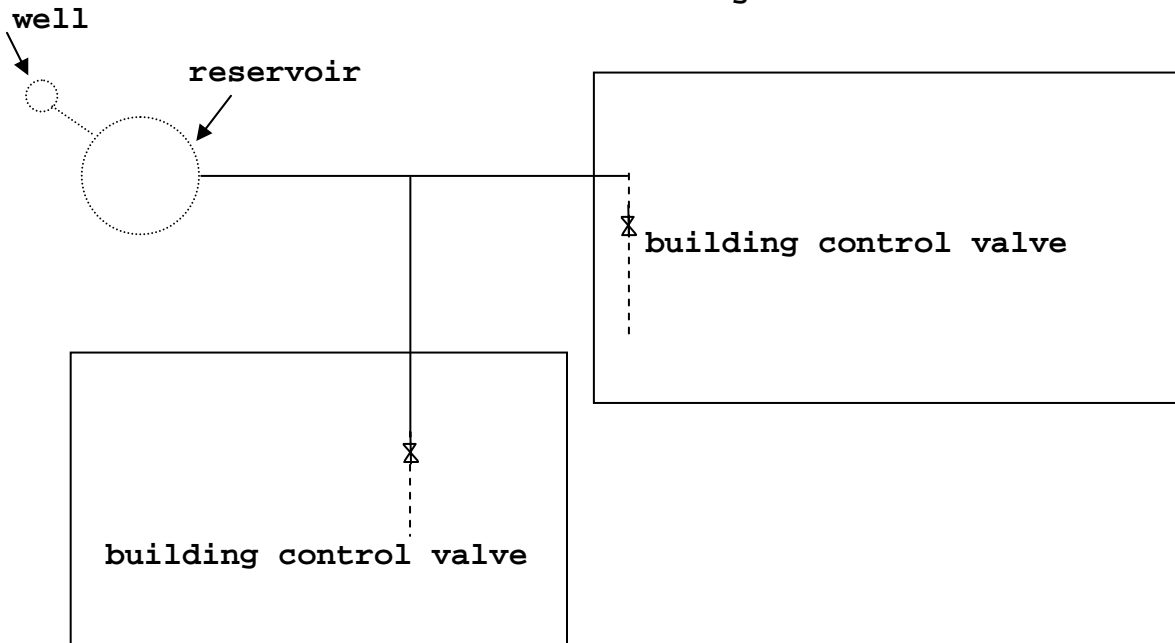 well
reservoir
building control valve
building control valve